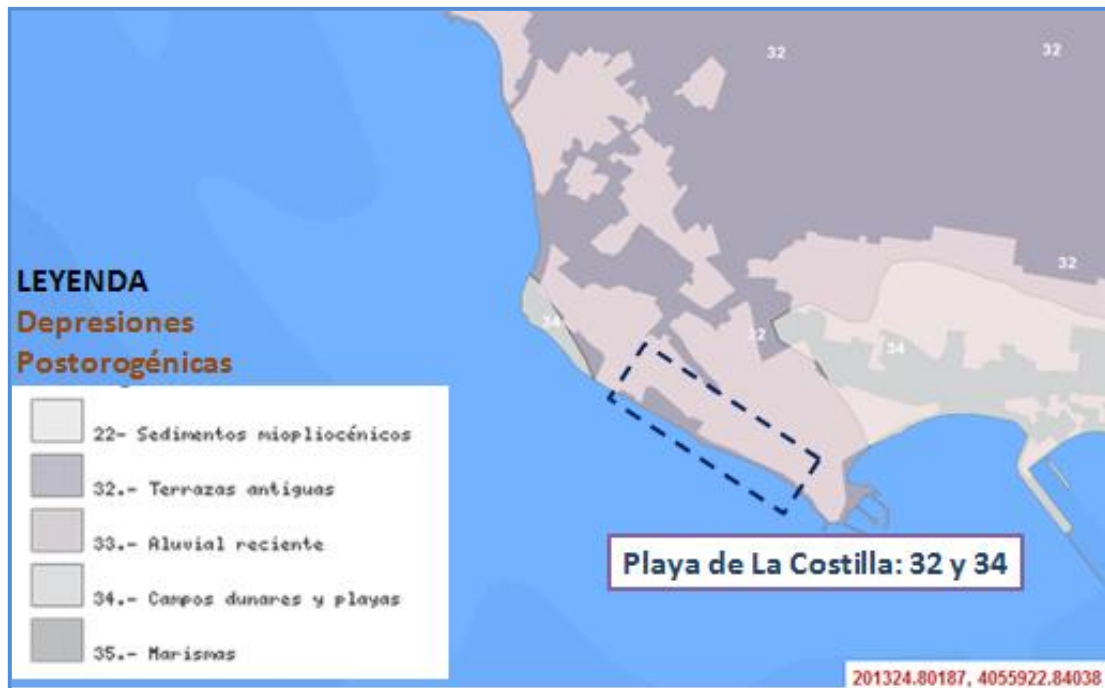 32
32
32
34
32
34
LEYENDA
Depresiones
Postorogénicas
22- Sedimentos miopliocénicos
32.- Terrazas antiguas
33.- Aluvial reciente
34.- Campos dunares y playas
35.- Marismas
Playa de La Costilla: 32 y 34
201324.80187, 4055922.84038